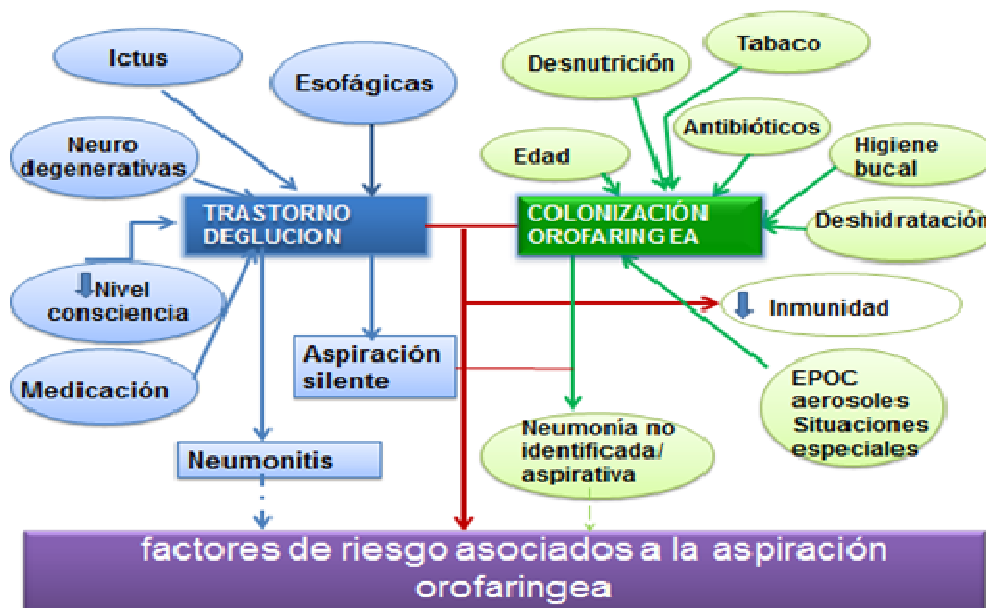 Ictus
Esofágicas
Neuro
degenerativas
Desnutrición
Tabaco
Edad
Antibióticos
Higiene
bucal
Deshidratación
TRASTORNO
DEGLUCION
COLONIZACIÓN
OROFARINGEA
Nivel
consciencia
Medicación
Aspiración
silente
Inmunidad
EPOC
aerosoles
Situaciones
especiales
Neumonitis
Neumonía no
identificada/
aspirativa
factores de riesgo asociados a la aspiración
orofaringea